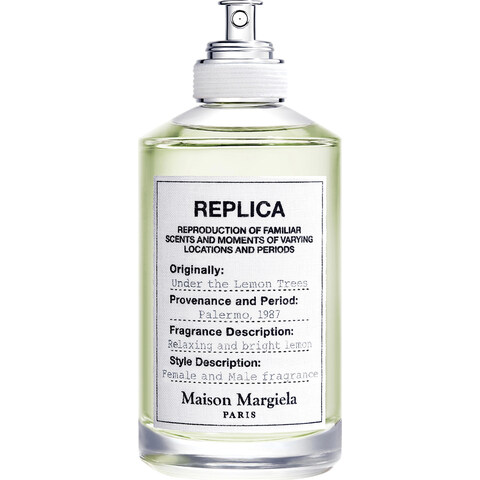 REPLICA
REPRODUCTION OF FAMILIAR
SCENTS AND MOMENTS OF VARYING
LOCATIONS AND PERIODS
Originally:
Under the Lemon Trees
Provenance and Period:
Palermo, 1987
Fragrance Description:
Relaxing and bright lemon
Style Description:
Female and Male fragrance
Maison Margiela
PARIS